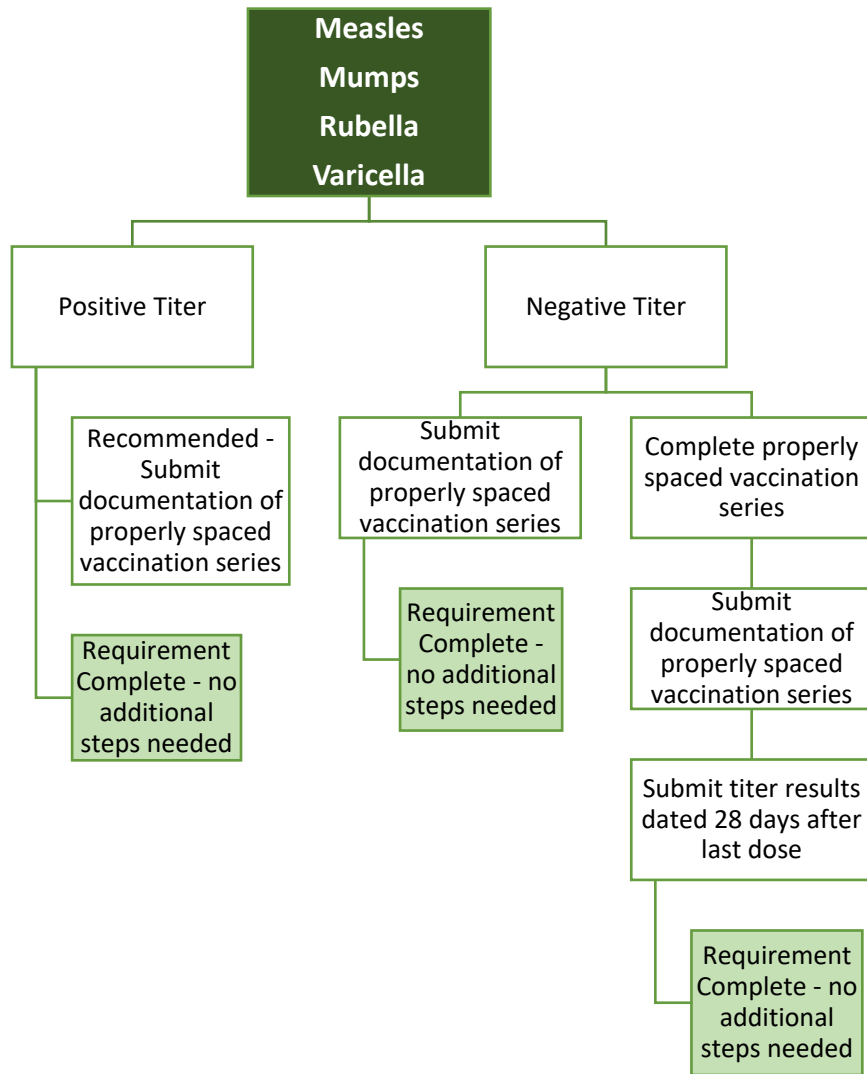 Measles
Mumps
Rubella
Varicella
Positive Titer
Negative Titer
Recommended -
Submit
documentation of
properly spaced
vaccination series
Requirement
Complete - no
additional
steps needed
Submit
documentation of
properly spaced
vaccination series
Requirement
Complete -
no additional
steps needed
Complete properly
spaced vaccination
series
Submit
documentation of
properly spaced
vaccination series
Submit titer results
dated 28 days after
last dose
Requirement
Complete - no
additional
steps needed